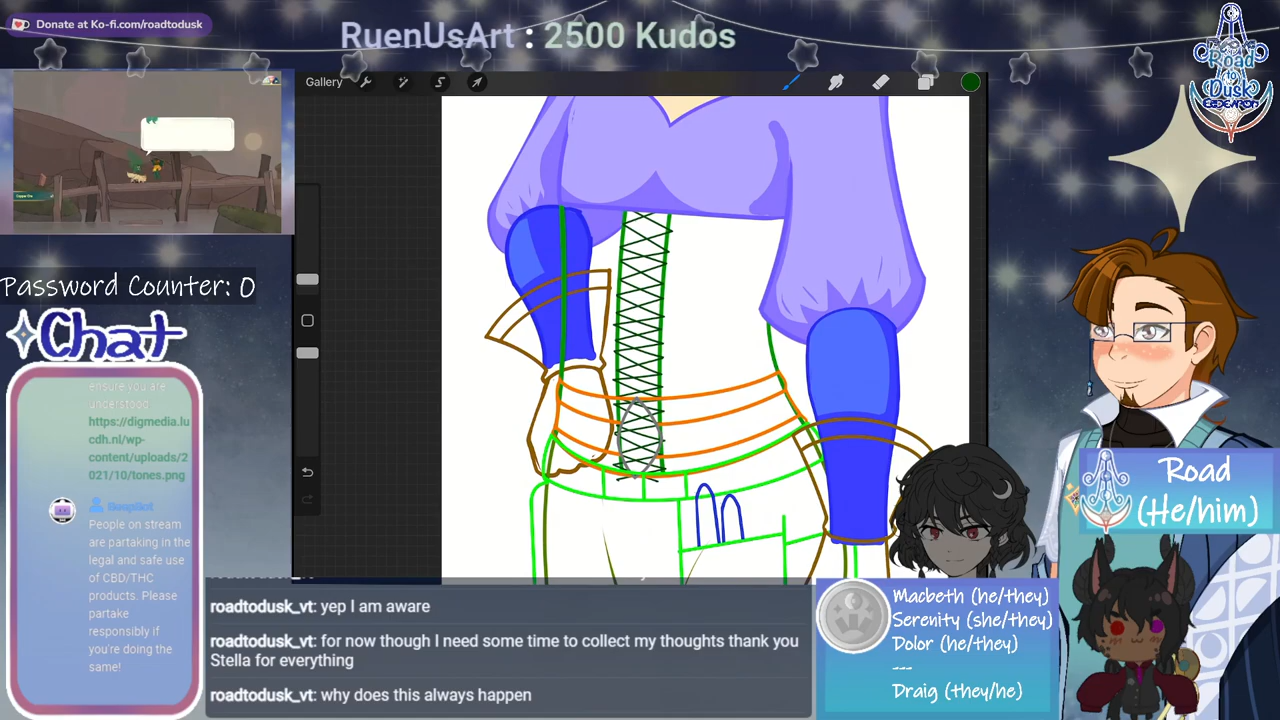 Donate at Ko-fi.com/roadtodusk
RuenUsArt : 2500 Kudos
Road
to
Dusk
Gallery
Password Counter: 0
Chat
ensure you are
understood
https://digmedia.lu
cdh.nl/wp-
content/uploads/2
021/10/tones.png
People on stream
are partaking in the
legal and safe use
of CBD/THC
products. Please
partake
responsibly if
you're doing the
same!
roadtodusk_vt: yep I am aware
roadtodusk_vt: for now though I need some time to collect my thoughts thank you
Stella for everything
roadtodusk_vt: why does this always happen
Road
(He/him)
Macbeth (he/they)
Serenity (she/they)
Dolor (he/they)
---
Draig (they/he)